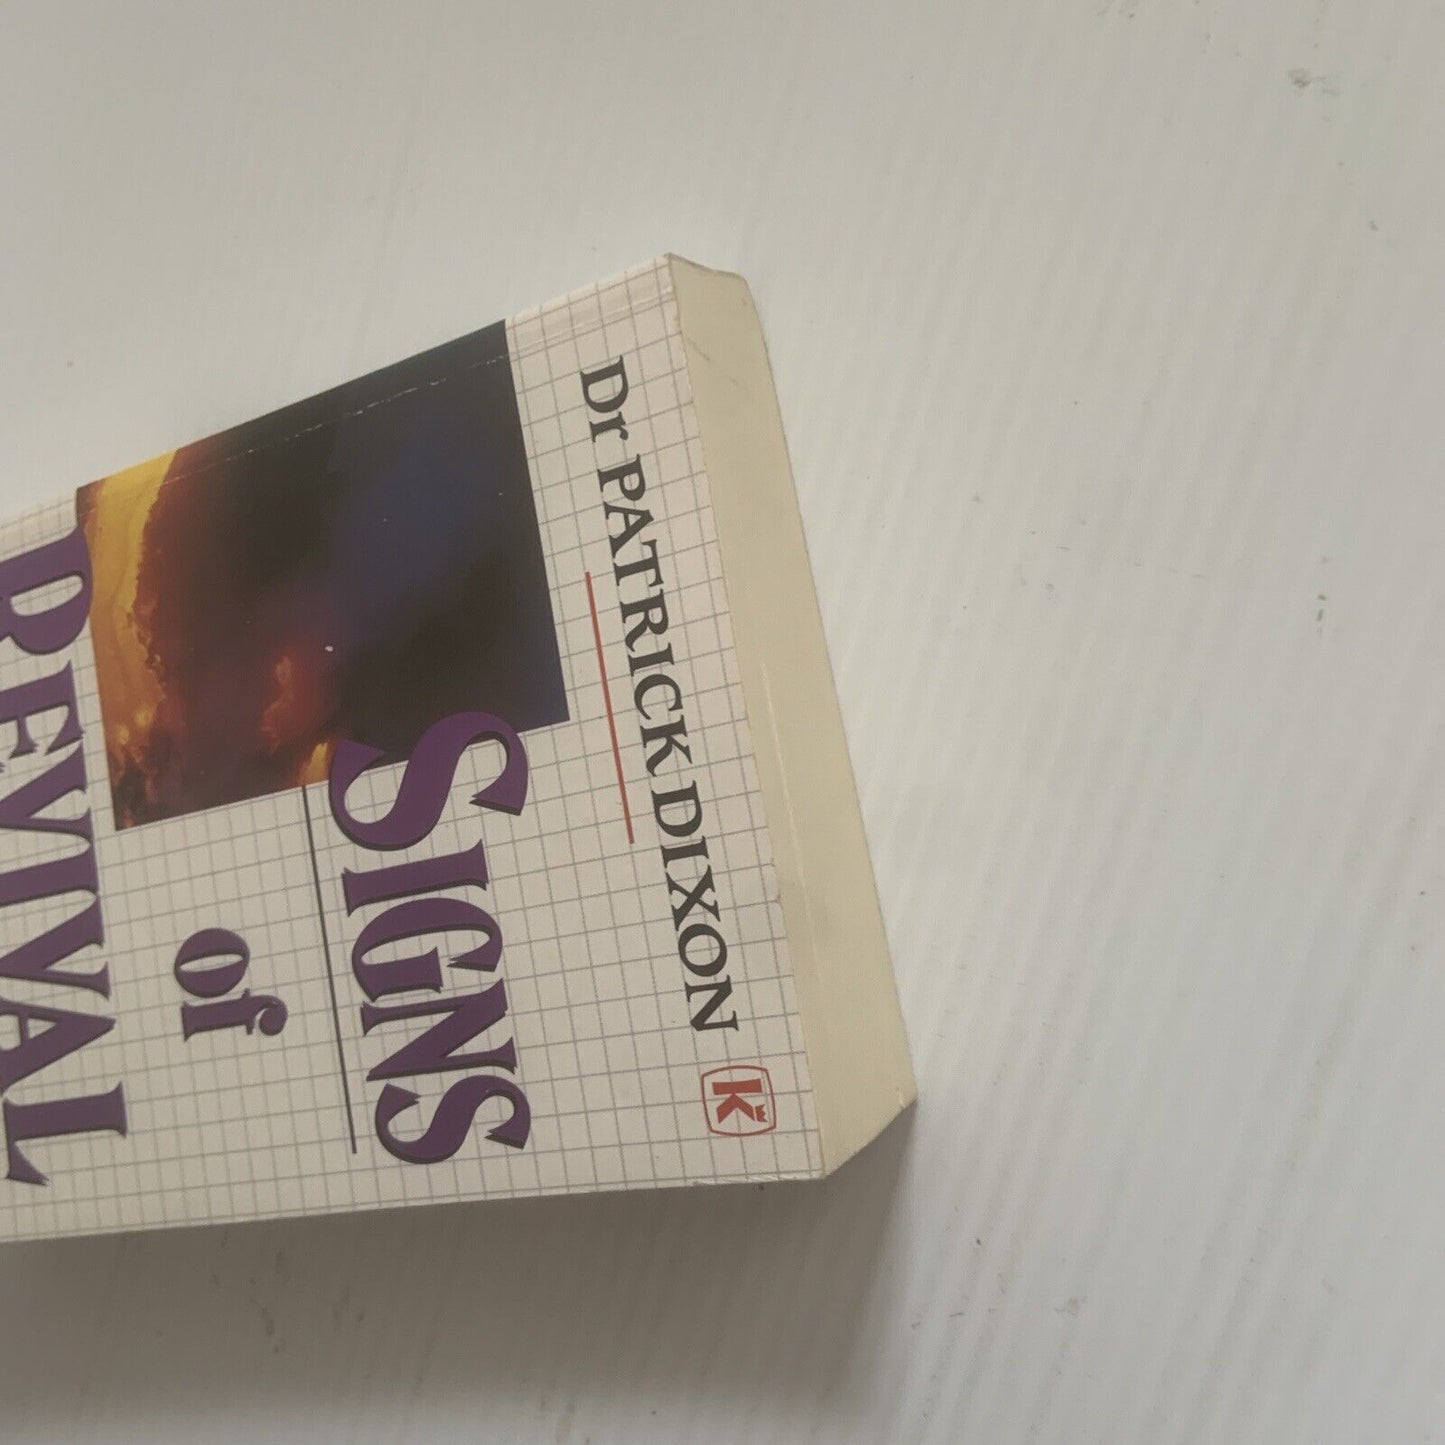 Dr PATRICK DIXON
K
SIGNS
of
REVIVAL